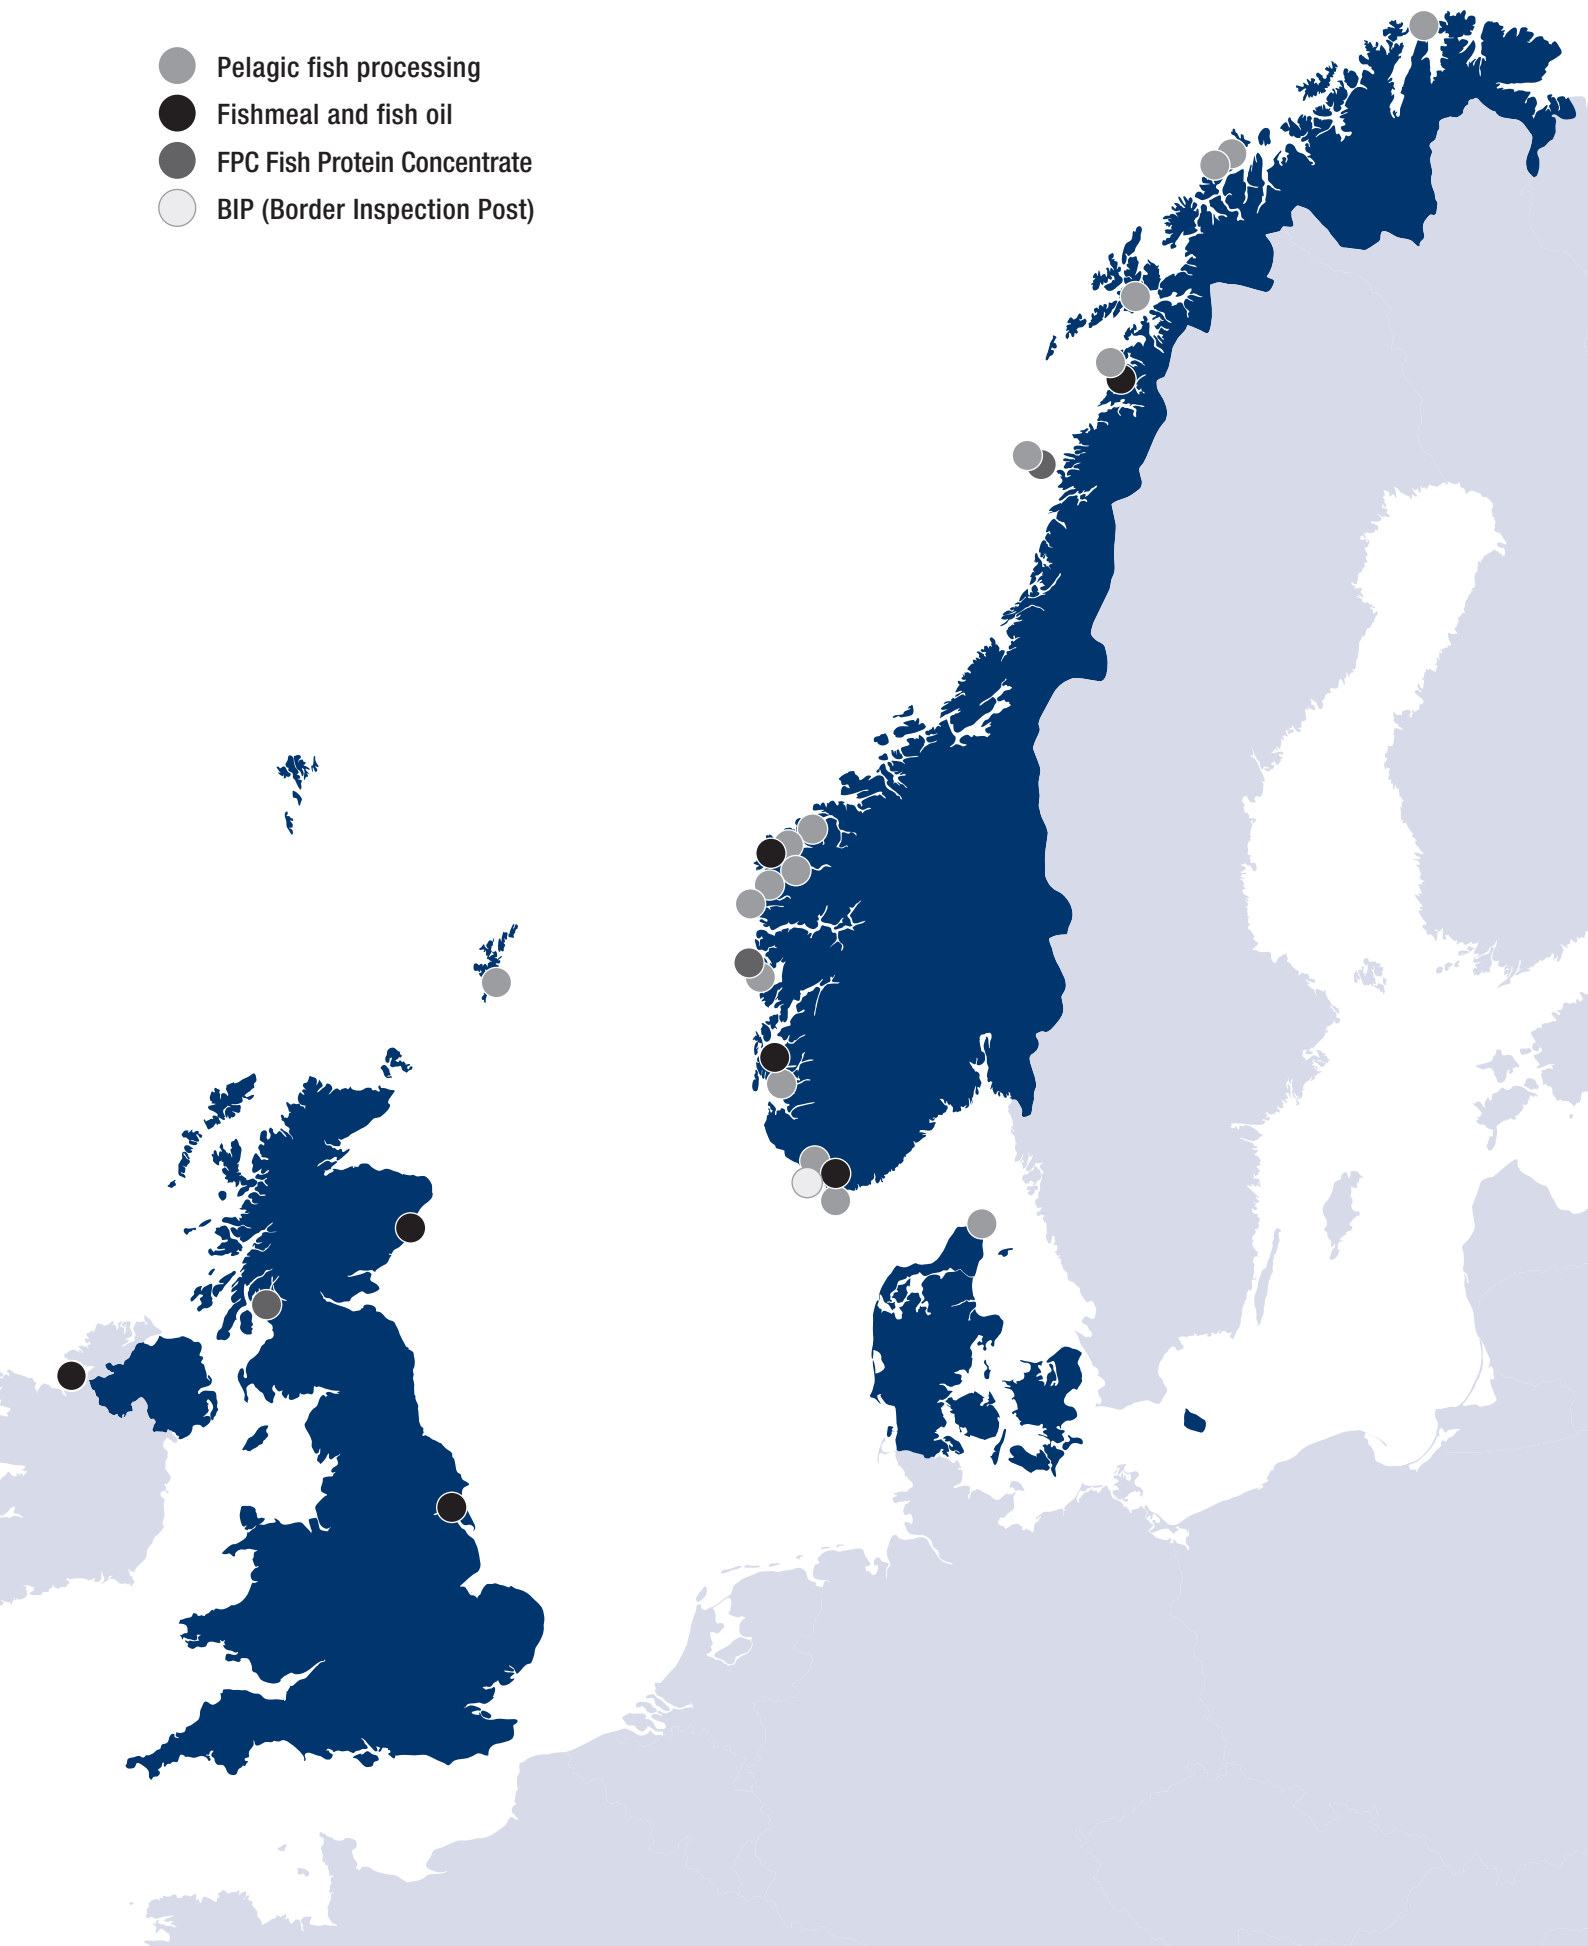 Pelagic fish processing
Fishmeal and fish oil
FPC Fish Protein Concentrate
BIP (Border Inspection Post)